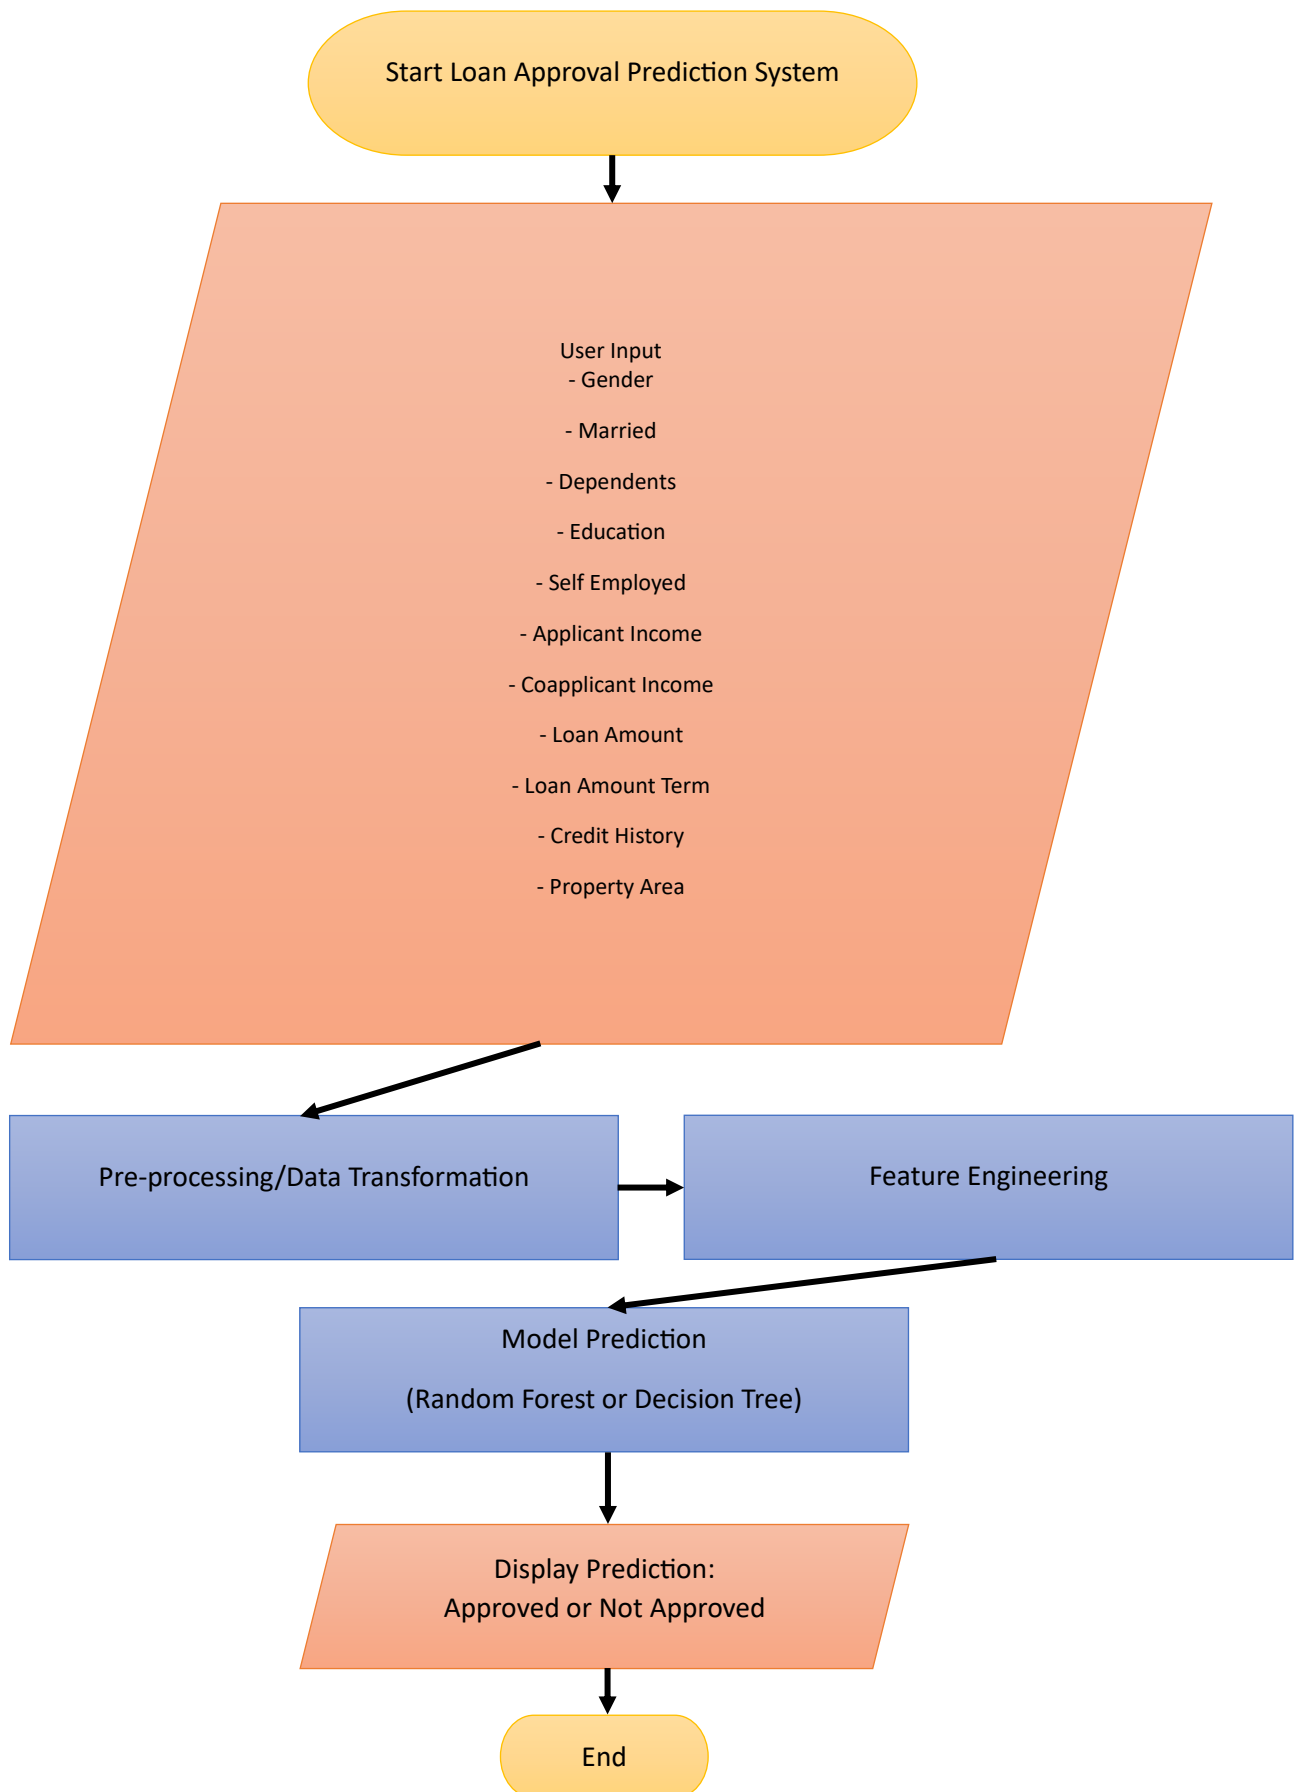 Start Loan Approval Prediction System
User Input
- Gender
- Married
- Dependents
- Education
- Self Employed
- Applicant Income
- Coapplicant Income
- Loan Amount
- Loan Amount Term
- Credit History
- Property Area
Pre-processing/Data Transformation
Feature Engineering
Model Prediction
(Random Forest or Decision Tree)
Display Prediction:
Approved or Not Approved
End